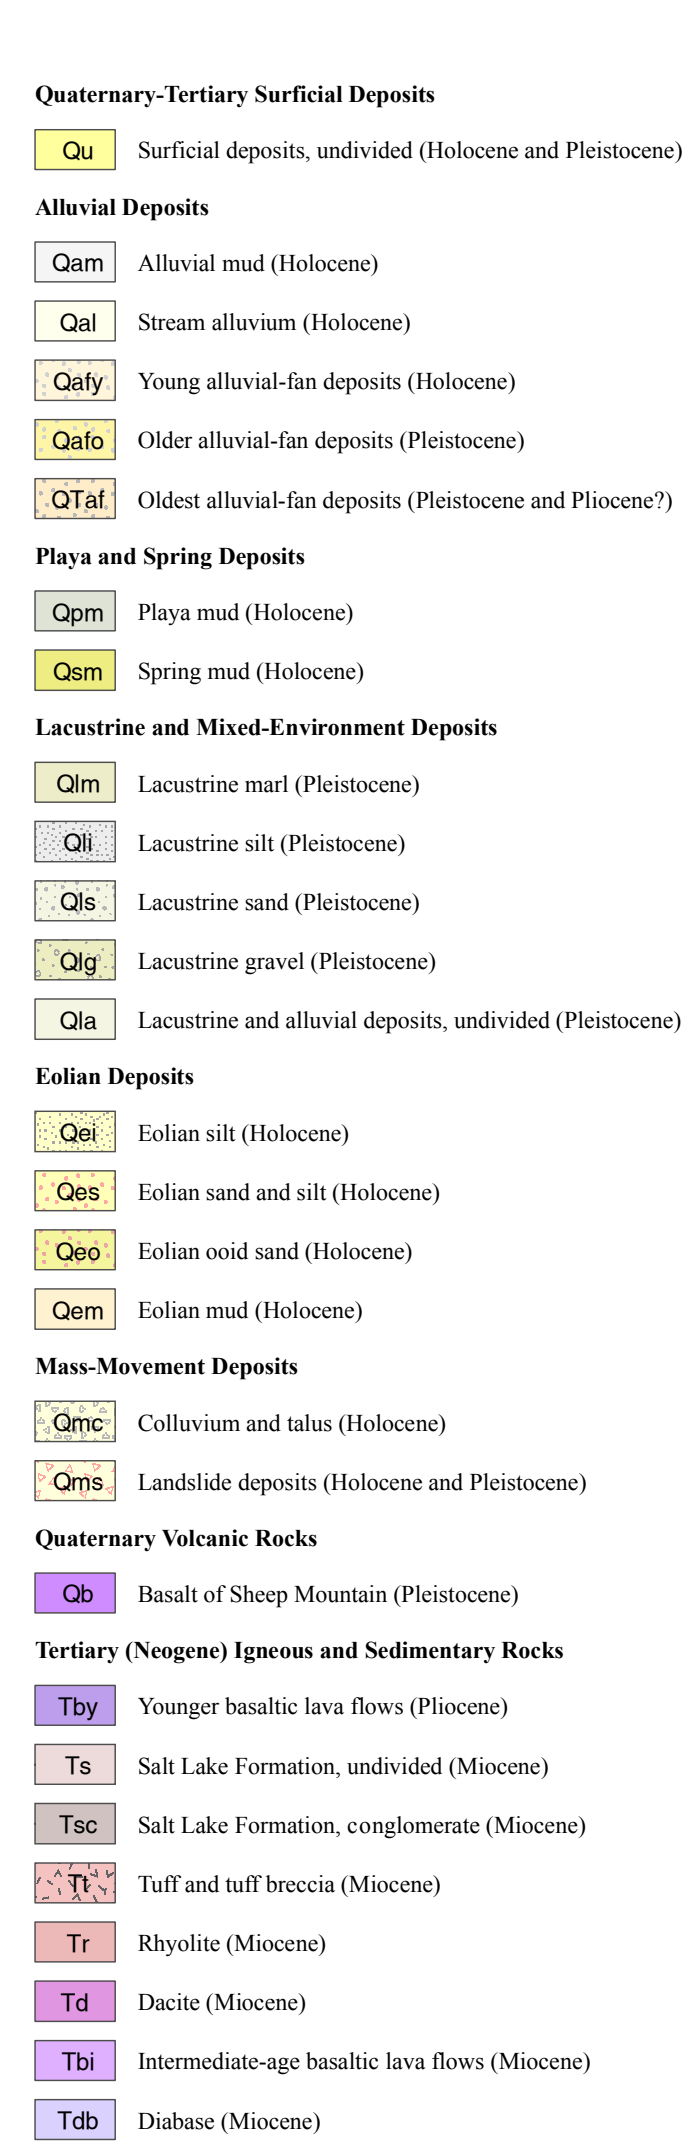 Quaternary-Tertiary Surficial Deposits
Qu Surficial deposits, undivided (Holocene and Pleistocene)
Alluvial Deposits
Qam Alluvial mud (Holocene)
Qal Stream alluvium (Holocene)
Qafy Young alluvial-fan deposits (Holocene)
Qafo Older alluvial-fan deposits (Pleistocene)
QTaf Oldest alluvial-fan deposits (Pleistocene and Pliocene?)
Playa and Spring Deposits
Qpm Playa mud (Holocene)
Qsm Spring mud (Holocene)
Lacustrine and Mixed-Environment Deposits
Qlm Lacustrine marl (Pleistocene)
Qli Lacustrine silt (Pleistocene)
Qls Lacustrine sand (Pleistocene)
Qlg Lacustrine gravel (Pleistocene)
Qla Lacustrine and alluvial deposits, undivided (Pleistocene)
Eolian Deposits
Qei Eolian silt (Holocene)
Qes Eolian sand and silt (Holocene)
Qeo Eolian ooid sand (Holocene)
Qem Eolian mud (Holocene)
Mass-Movement Deposits
Qmc Colluvium and talus (Holocene)
Qms Landslide deposits (Holocene and Pleistocene)
Quaternary Volcanic Rocks
Qb Basalt of Sheep Mountain (Pleistocene)
Tertiary (Neogene) Igneous and Sedimentary Rocks
Tby Younger basaltic lava flows (Pliocene)
Ts Salt Lake Formation, undivided (Miocene)
Tsc Salt Lake Formation, conglomerate (Miocene)
Tt Tuff and tuff breccia (Miocene)
Tr Rhyolite (Miocene)
Td Dacite (Miocene)
Tbi Intermediate-age basaltic lava flows (Miocene)
Tdb Diabase (Miocene)